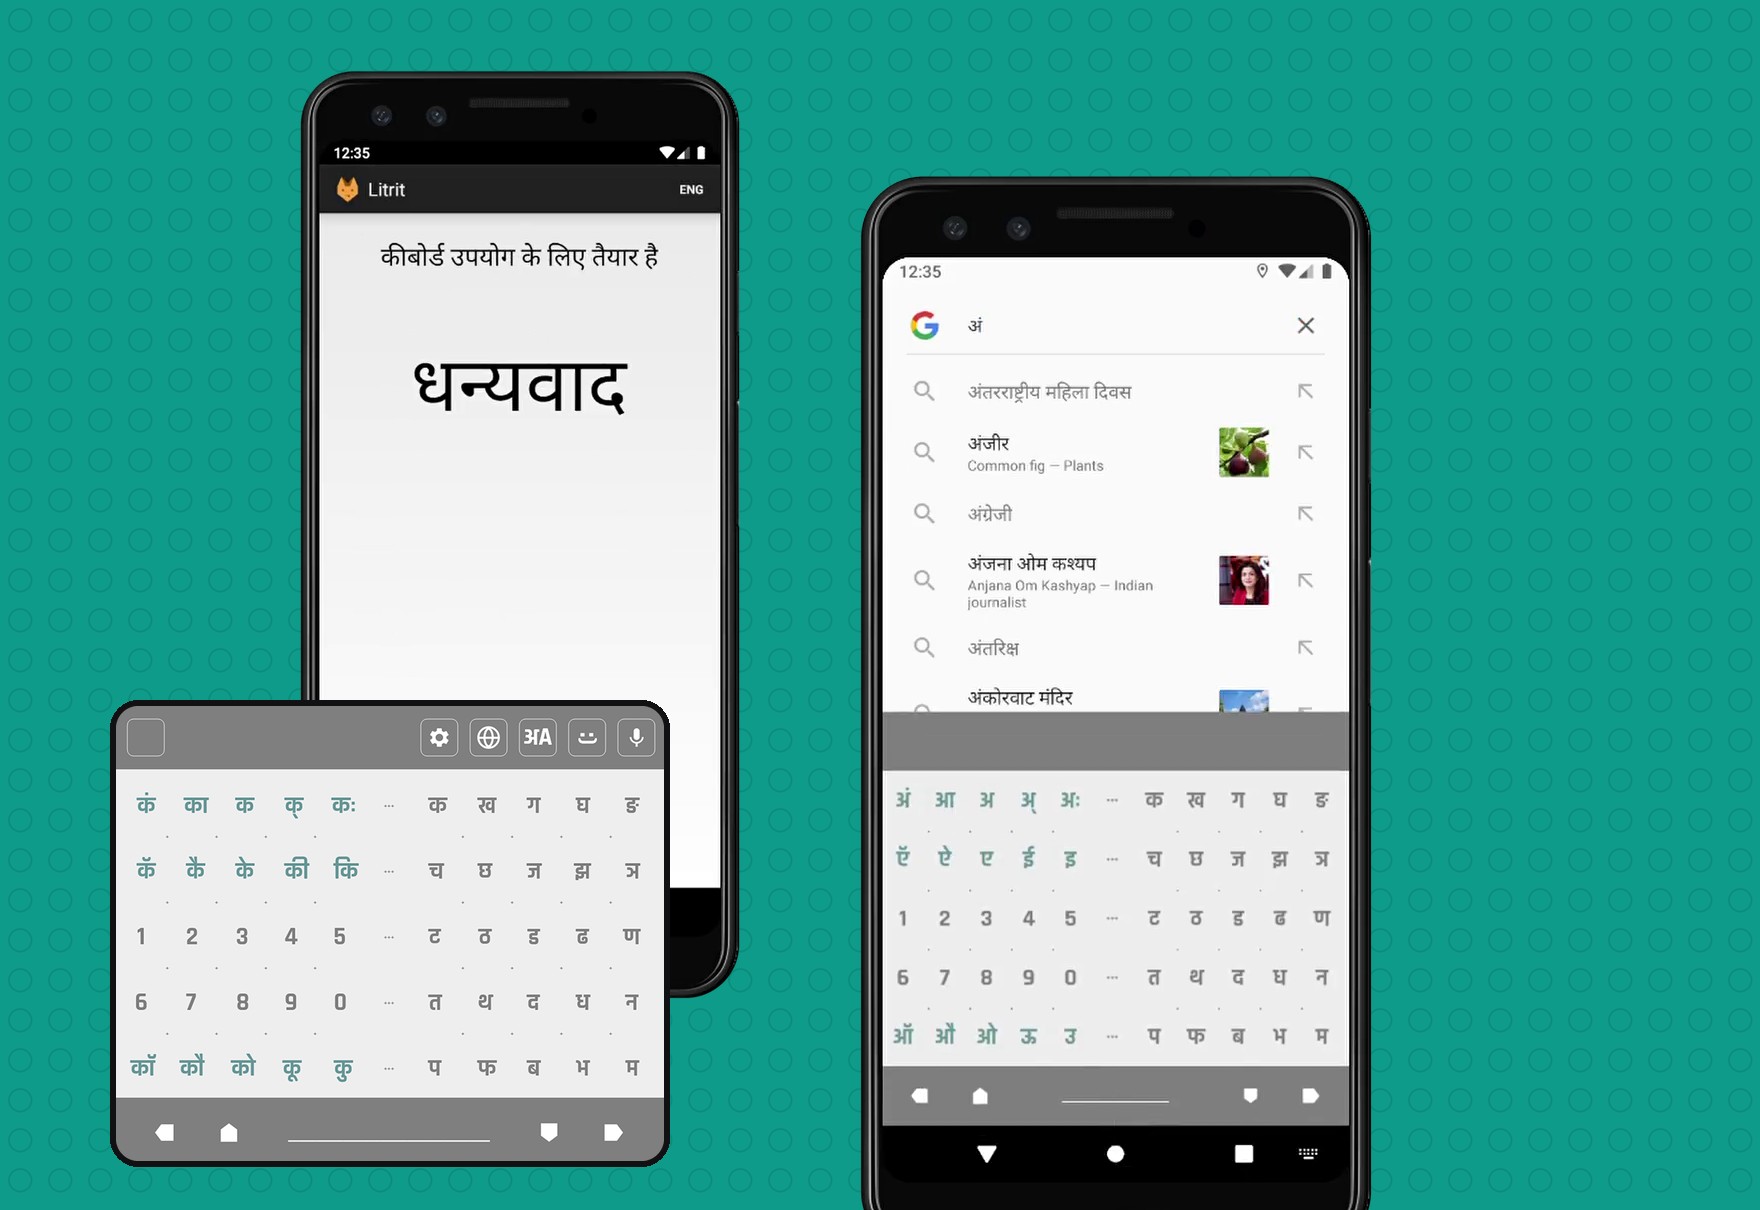 12:35
Litrit ENG
कीबोर्ड उपयोग के लिए तैयार है
धन्यवाद
अA
कं का क क् कः ... क ख ग घ ङ
कॅ कै के की कि ... च छ ज झ ञ
1 2 3 4 5 ... ट ठ ड ढ ण
6 7 8 9 0 ... त थ द ध न
कॉ कौ को कू कु ... प फ ब भ म
12:35
अं
अंतरराष्ट्रीय महिला दिवस
अंजीर
Common fig – Plants
अंग्रेजी
अंजना ओम कश्यप
Anjana Om Kashyap – Indian
journalist
अंतरिक्ष
अंकोरवाट मंदिर
अं आ अ अ् अः ... क ख ग घ ङ
ऍ ऐ ए ई इ ... च छ ज झ ञ
1 2 3 4 5 ... ट ठ ड ढ ण
6 7 8 9 0 ... त थ द ध न
ऑ औ ओ ऊ उ ... प फ ब भ म